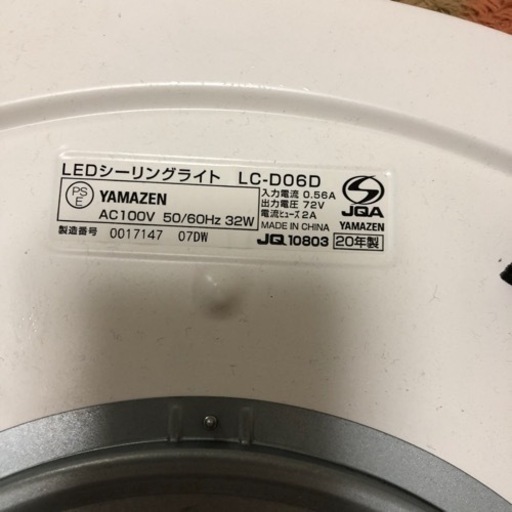 LEDシーリングライト LC-D06D
PS E
YAMAZEN
AC100V 50/60Hz 32W
製造番号 0017147 07DW
入力電流 0.56A
出力電圧 72V
電流ヒューズ 2A
MADE IN CHINA
JQ 10803
JQA
YAMAZEN
20年製